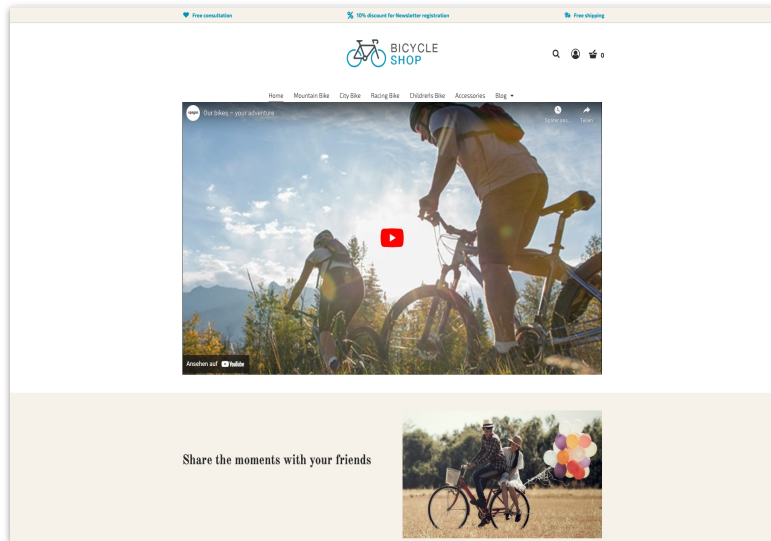 Free consultation
10% discount for Newsletter registration
Free shipping
BICYCLE
SHOP
0
Home Mountain Bike City Bike Racing Bike Children's Bike Accessories Blog
Our bikes – your adventure
Später ans...
Teilen
Ansehen auf YouTube
Share the moments with your friends